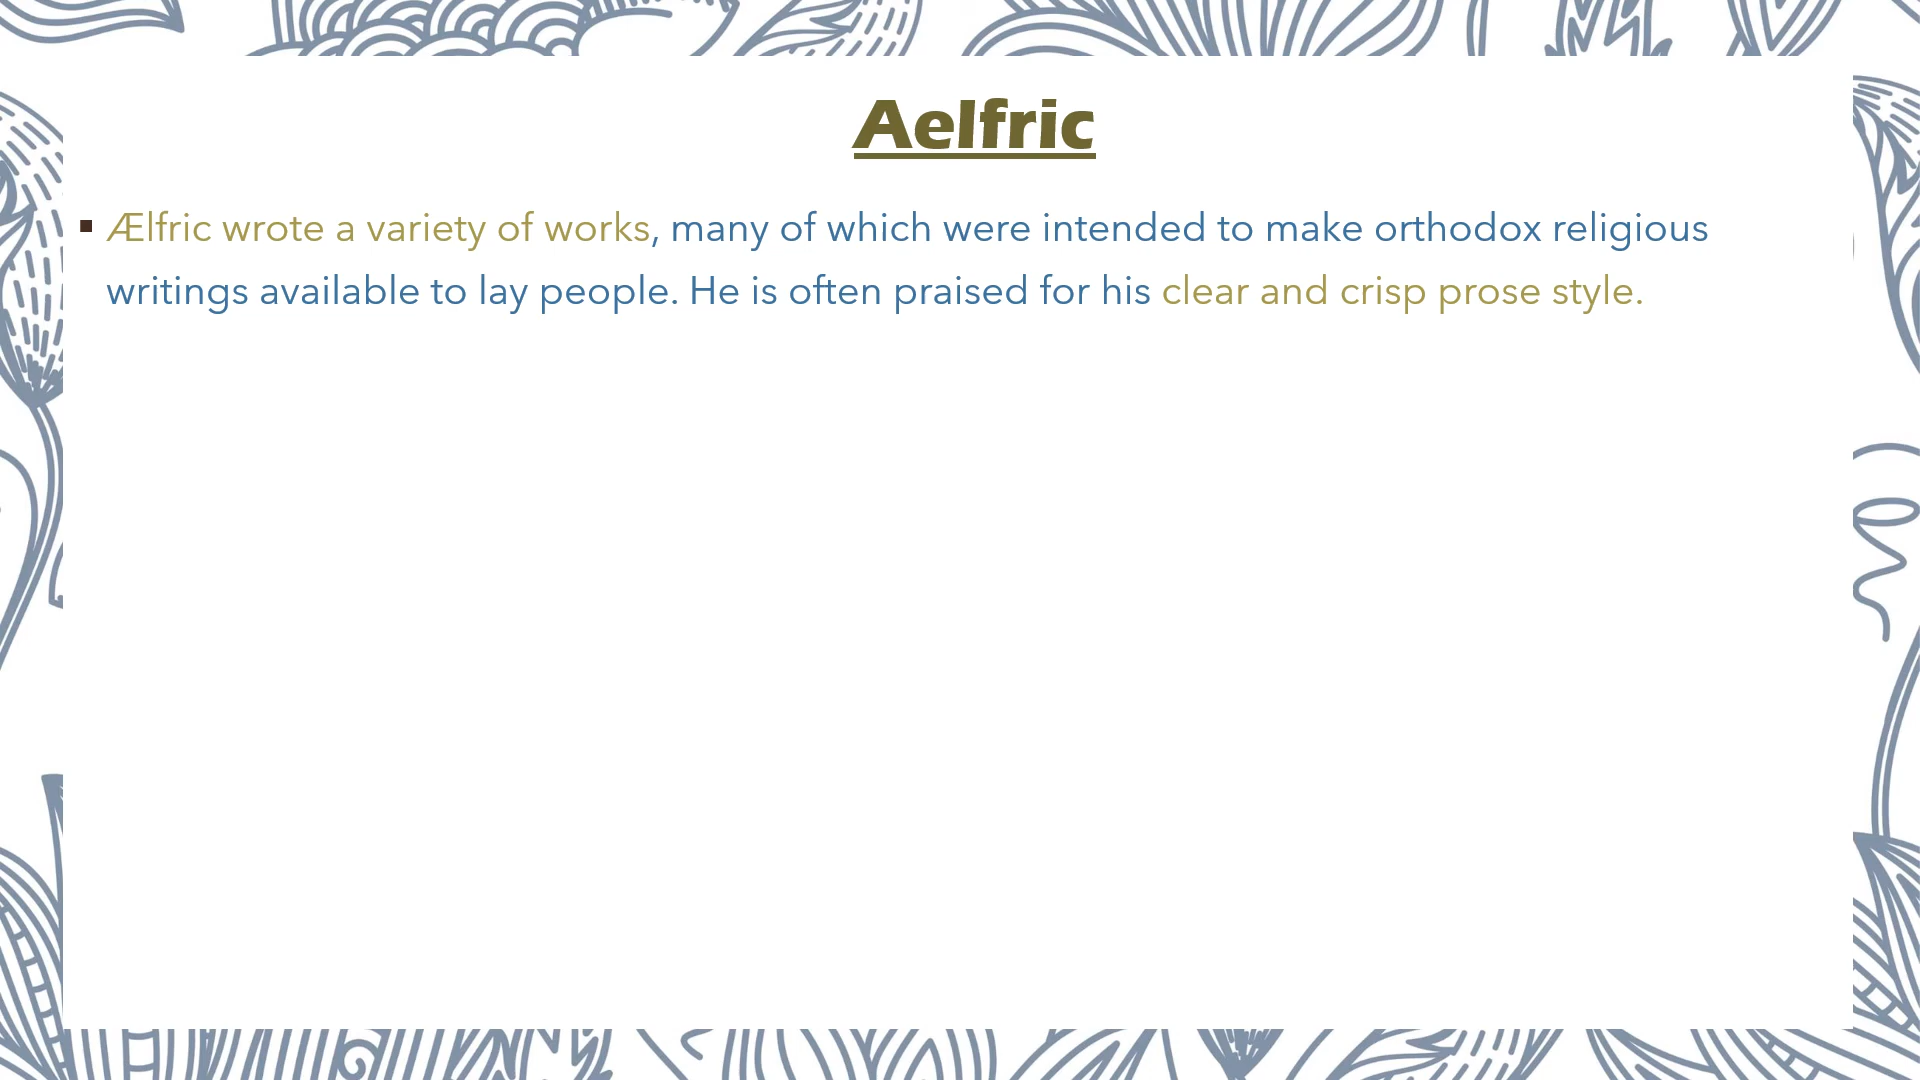 Aelfric
▪ Ælfric wrote a variety of works, many of which were intended to make orthodox religious
writings available to lay people. He is often praised for his clear and crisp prose style.